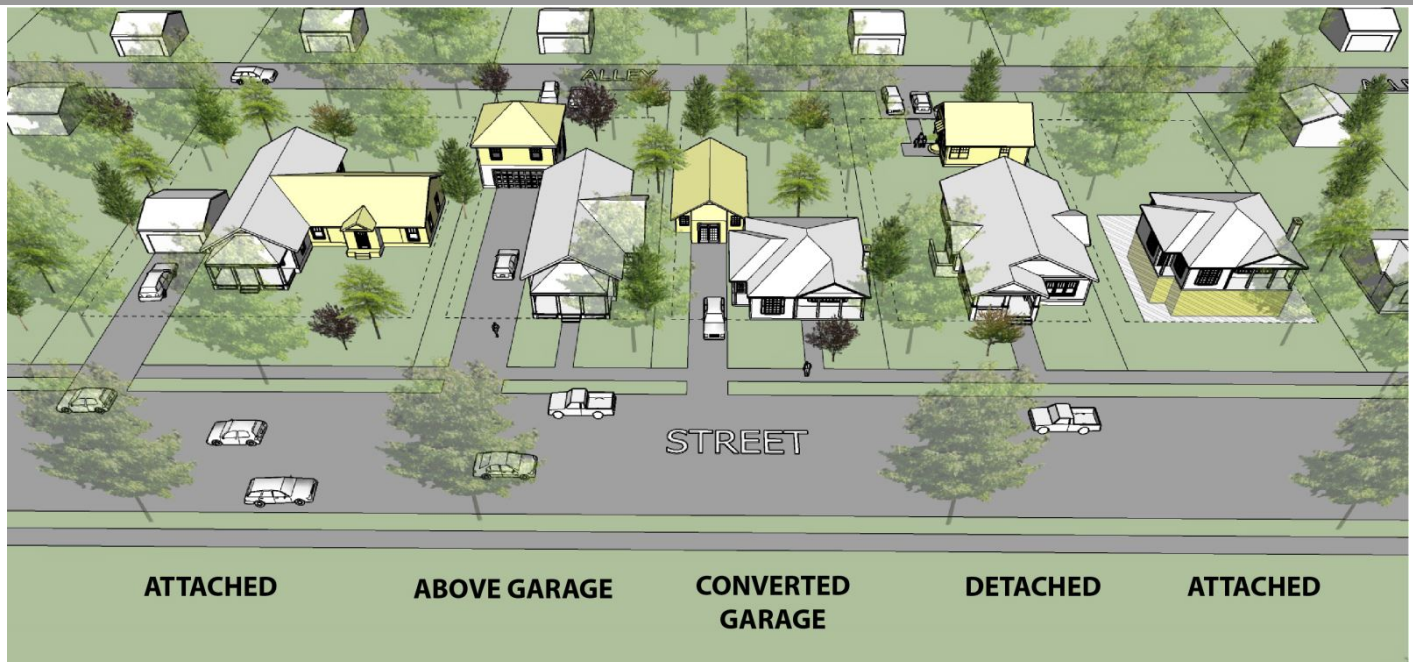 ALLEY
STREET
ATTACHED
ABOVE GARAGE
CONVERTED
GARAGE
DETACHED
ATTACHED